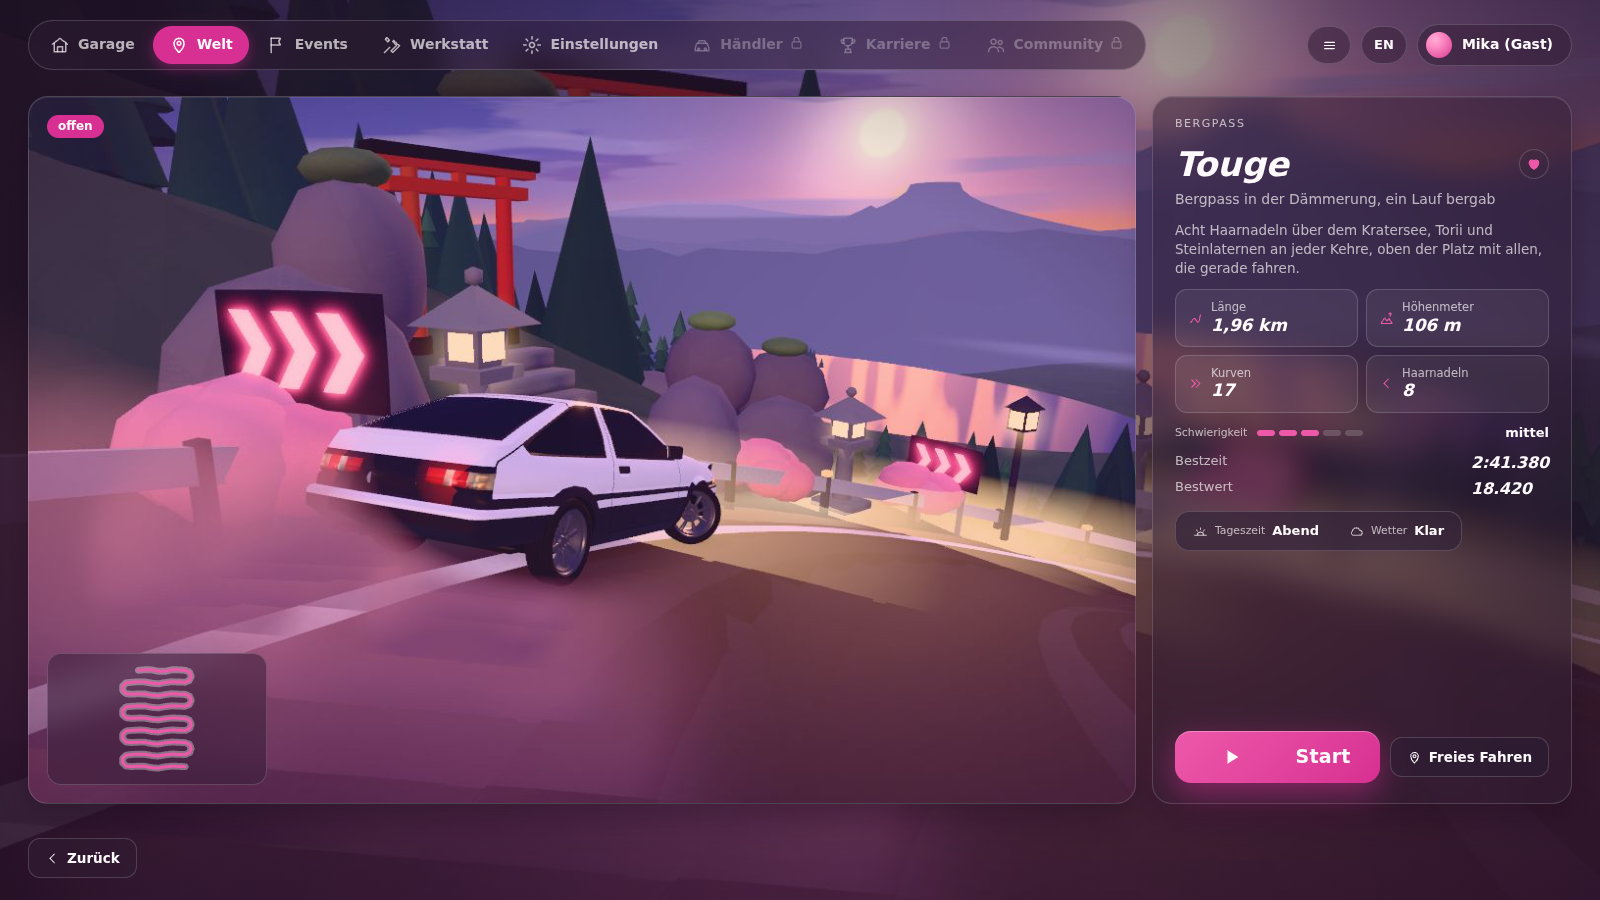 Garage
Welt
Events
Werkstatt
Einstellungen
Händler
Karriere
Community
EN
Mika (Gast)
offen
BERGPASS
Touge
Bergpass in der Dämmerung, ein Lauf bergab
Acht Haarnadeln über dem Kratersee, Torii und
Steinlaternen an jeder Kehre, oben der Platz mit allen,
die gerade fahren.
Länge
1,96 km
Höhenmeter
106 m
Kurven
17
Haarnadeln
8
Schwierigkeit mittel
Bestzeit 2:41.380
Bestwert 18.420
Tageszeit Abend Wetter Klar
Start
Freies Fahren
Zurück